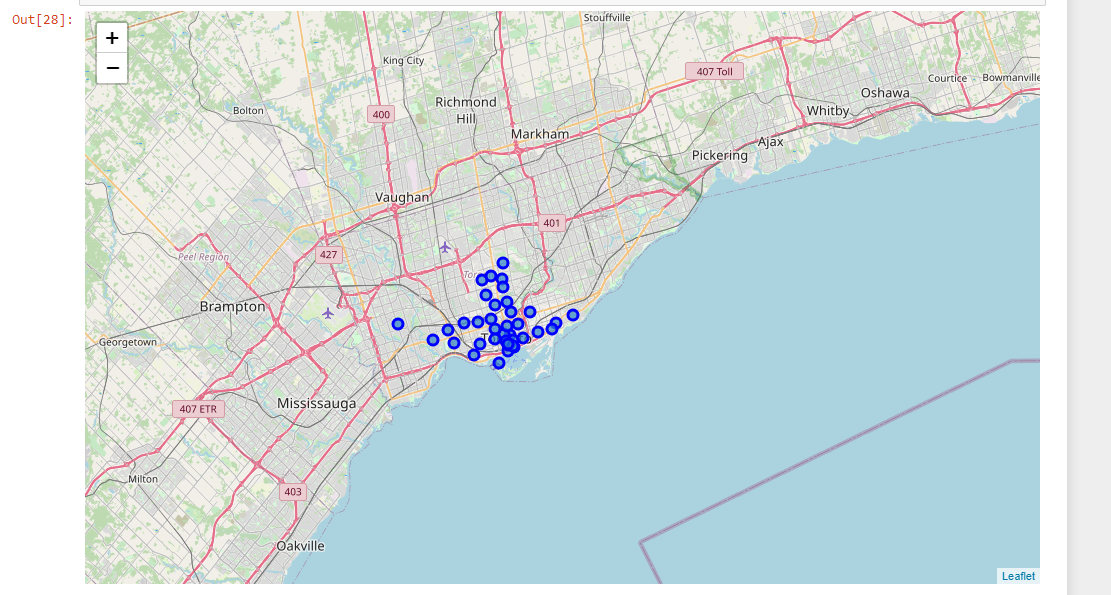 Out[28]:
+
−
Stouffville
King City
407 Toll
Courtice
Bowmanville
Oshawa
Bolton
Richmond
Hill
400
Whitby
Markham
Ajax
Pickering
Vaughan
401
427
Peel Region
Tor
Brampton
Georgetown
T
Mississauga
407 ETR
Milton
403
Oakville
Leaflet